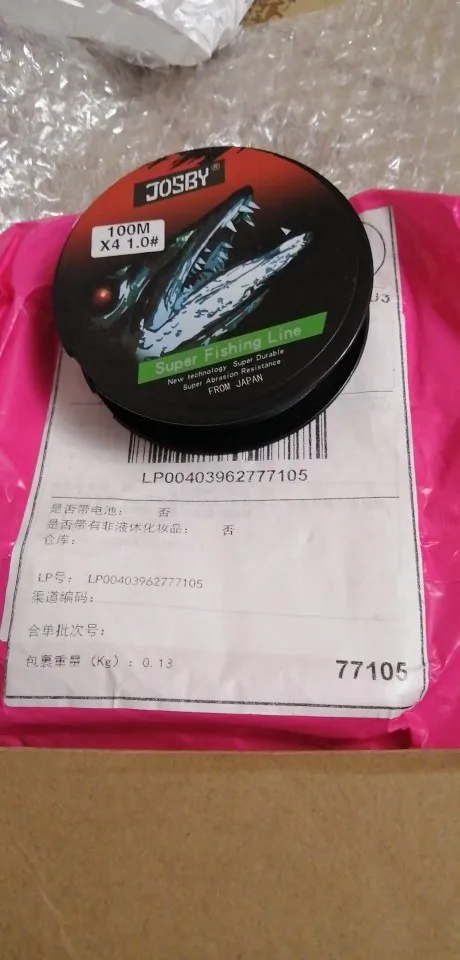 JOSBY®
100M
X4 1.0#
Super Fishing Line
New technology Super Durable
Super Abrasion Resistance
FROM JAPAN
LP00403962777105
是否带电池： 否
是否带有非液体化妆品： 否
仓库：
LP号： LP00403962777105
渠道编码：
合单批次号：
包裹重量（Kg）：0.13
77105